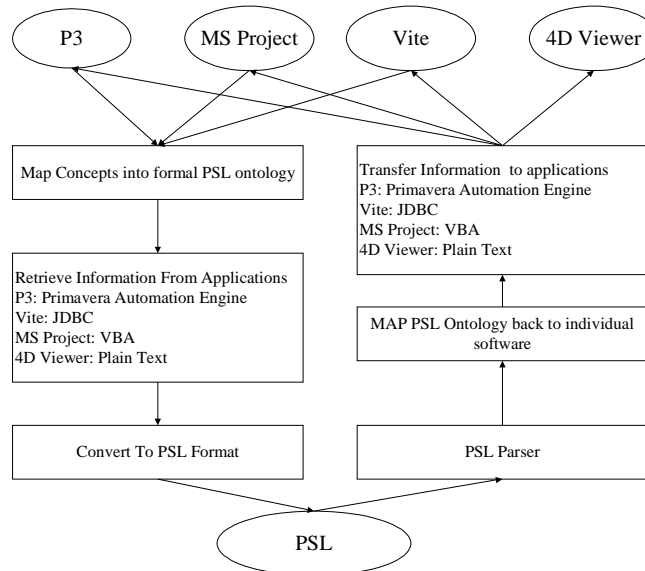 P3
MS Project
Vite
4D Viewer
Map Concepts into formal PSL ontology
Retrieve Information From Applications
P3: Primavera Automation Engine
Vite: JDBC
MS Project: VBA
4D Viewer: Plain Text
Convert To PSL Format
Transfer Information to applications
P3: Primavera Automation Engine
Vite: JDBC
MS Project: VBA
4D Viewer: Plain Text
MAP PSL Ontology back to individual
software
PSL Parser
PSL